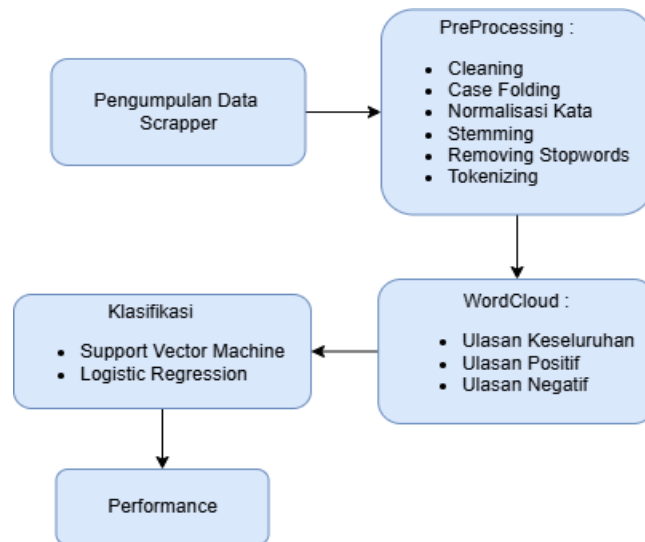 Pengumpulan Data
Scrapper
PreProcessing :
• Cleaning
• Case Folding
• Normalisasi Kata
• Stemming
• Removing Stopwords
• Tokenizing
WordCloud :
• Ulasan Keseluruhan
• Ulasan Positif
• Ulasan Negatif
Klasifikasi
• Support Vector Machine
• Logistic Regression
Performance